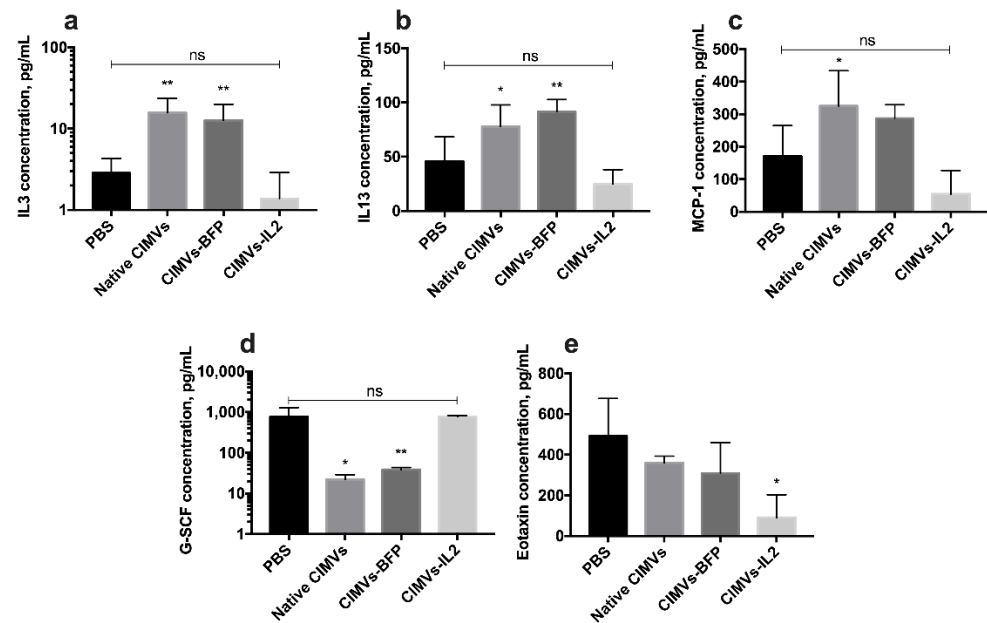 a
IL3 concentration, pg/mL
100
10
1
ns
**
**
PBS
Native CIMVs
CIMVs-BFP
CIMVs-IL2
b
IL13 concentration, pg/mL
150
100
50
0
ns
*
**
PBS
Native CIMVs
CIMVs-BFP
CIMVs-IL2
c
MCP-1 concentration, pg/mL
500
400
300
200
100
0
ns
*
PBS
Native CIMVs
CIMVs-BFP
CIMVs-IL2
d
G-SCF concentration, pg/mL
10,000
1,000
100
10
1
ns
*
**
PBS
Native CIMVs
CIMVs-BFP
CIMVs-IL2
e
Eotaxin concentration, pg/mL
800
600
400
200
0
*
PBS
Native CIMVs
CIMVs-BFP
CIMVs-IL2